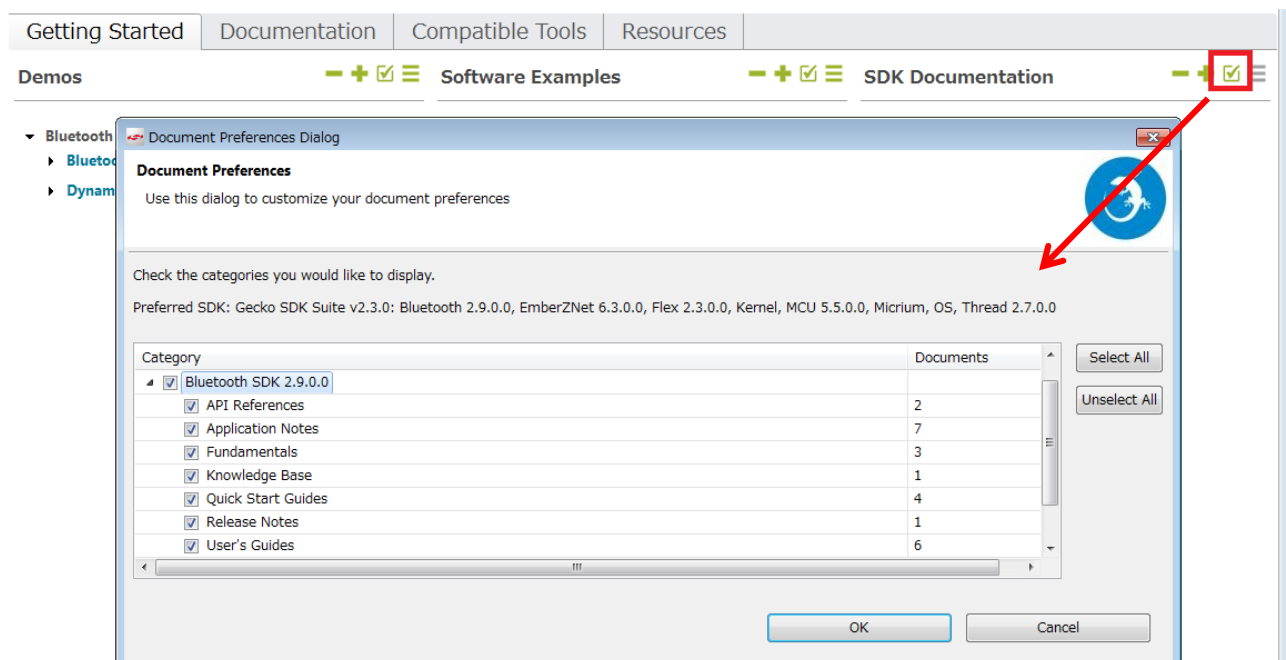 Getting Started Documentation Compatible Tools Resources
Demos Software Examples SDK Documentation
Bluetooth
Document Preferences Dialog
Document Preferences
Dynam
Use this dialog to customize your document preferences
Check the categories you would like to display.
Preferred SDK: Gecko SDK Suite v2.3.0: Bluetooth 2.9.0.0, EmberZNet 6.3.0.0, Flex 2.3.0.0, Kernel, MCU 5.5.0.0, Micrium, OS, Thread 2.7.0.0
Category Documents
Select All
Bluetooth SDK 2.9.0.0
API References 2
Unselect All
Application Notes 7
Fundamentals 3
Knowledge Base 1
Quick Start Guides 4
Release Notes 1
User's Guides 6
OK Cancel